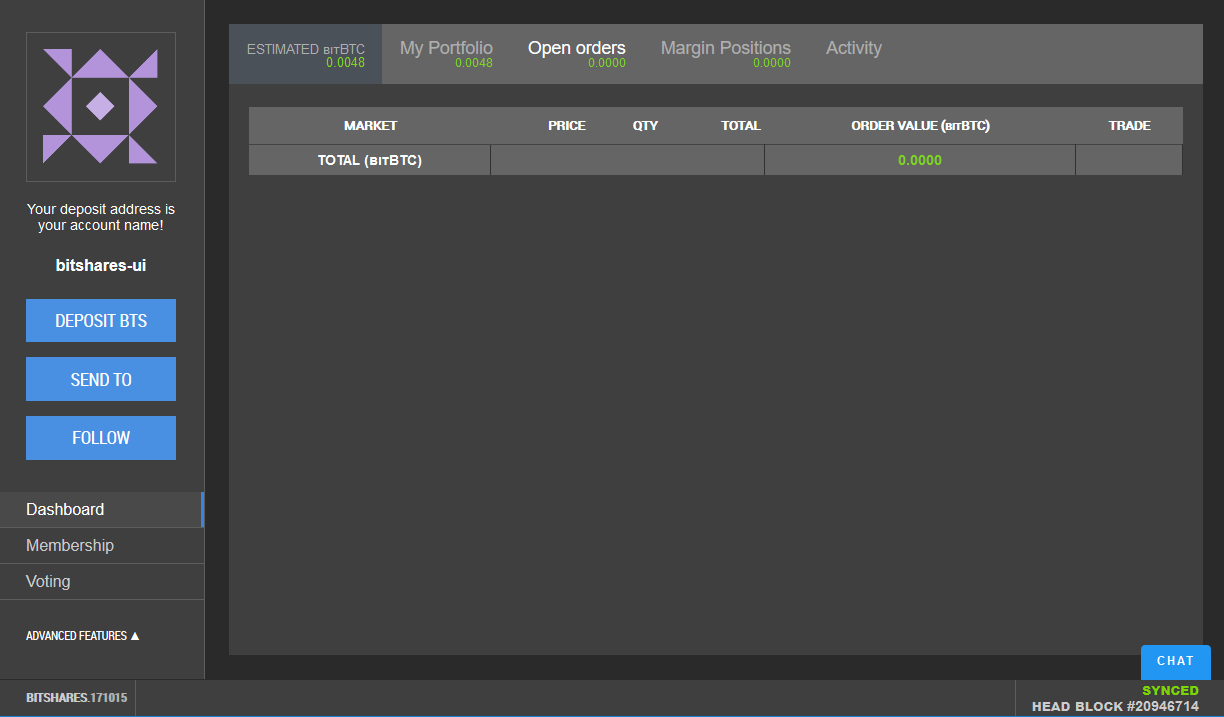 Your deposit address is
your account name!
bitshares-ui
DEPOSIT BTS
SEND TO
FOLLOW
Dashboard
Membership
Voting
ADVANCED FEATURES ▲
ESTIMATED BITBTC
0.0048
My Portfolio
0.0048
Open orders
0.0000
Margin Positions
0.0000
Activity
MARKET PRICE QTY TOTAL ORDER VALUE (BITBTC) TRADE
TOTAL (BITBTC) 0.0000
CHAT
BITSHARES.171015
SYNCED
HEAD BLOCK #20946714